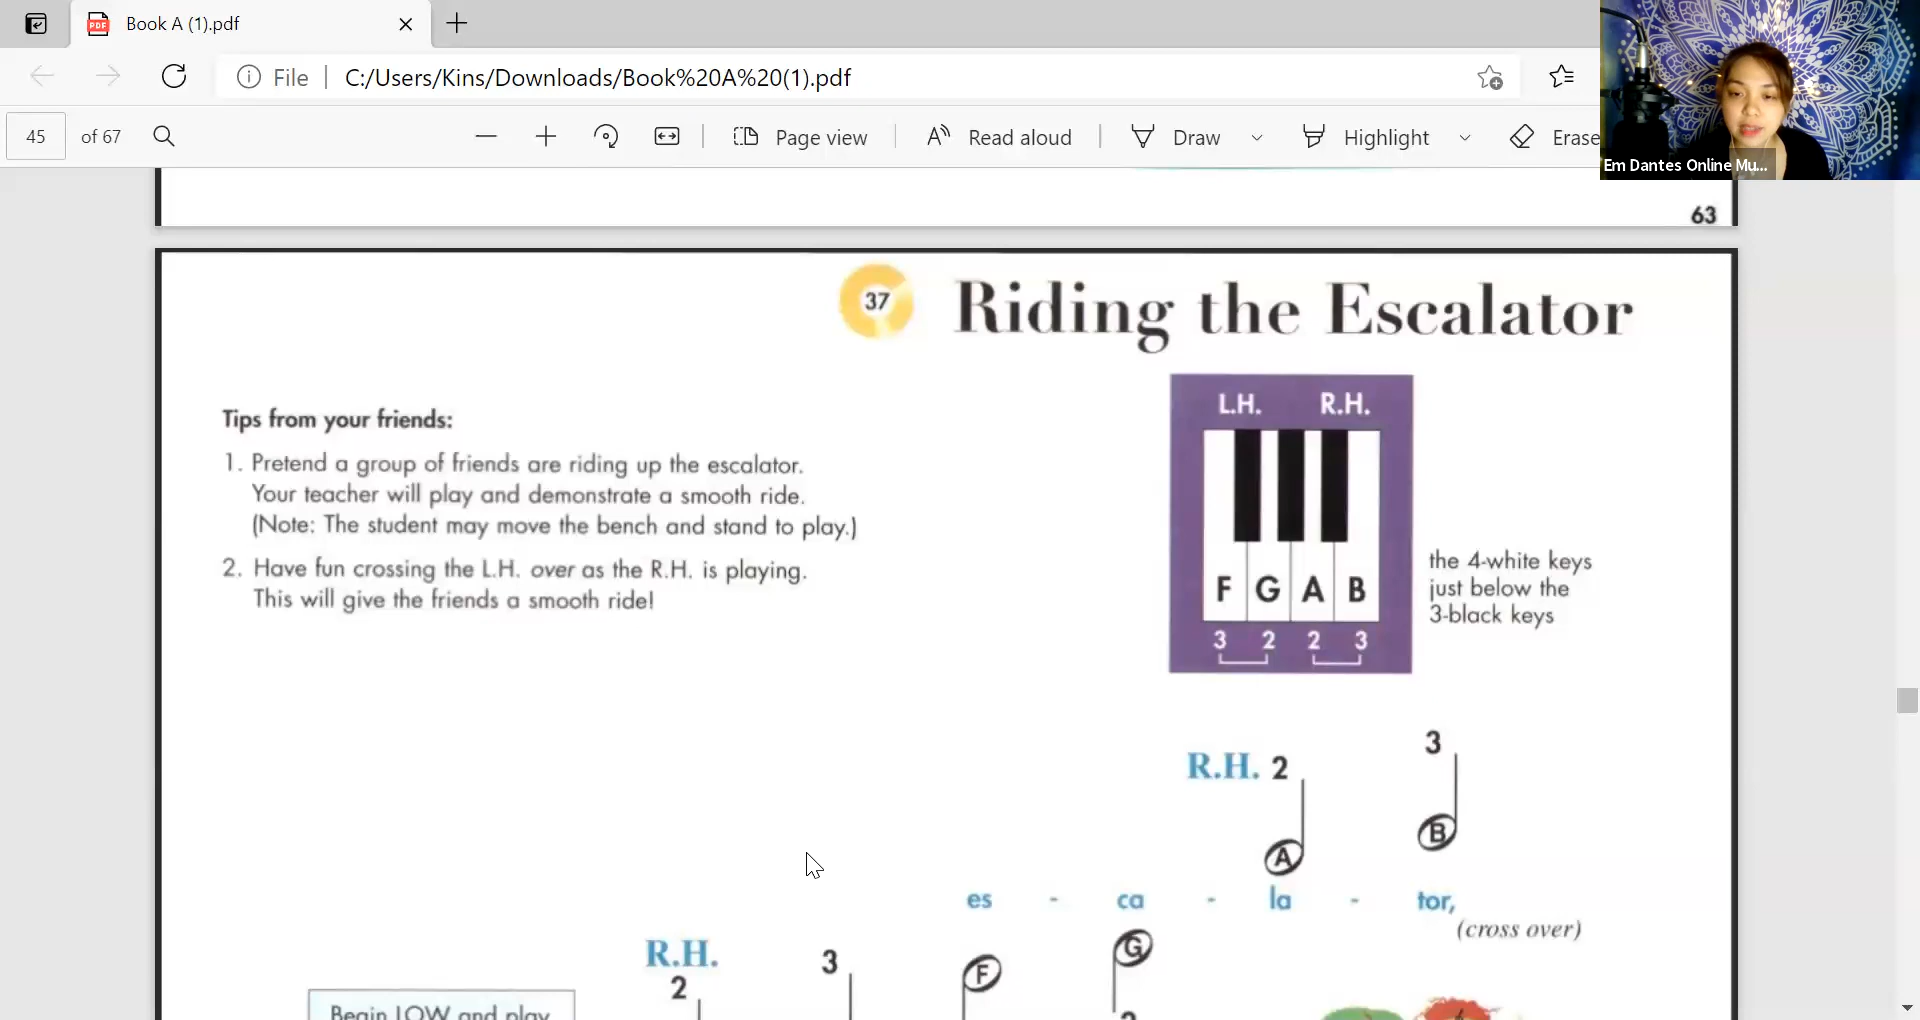 Book A (1).pdf
File
C:/Users/Kins/Downloads/Book%20A%20(1).pdf
45 of 67
Page view
Read aloud
Draw
Highlight
Erase
Em Dantes Online Mu...
63
37
Riding the Escalator
Tips from your friends:
1. Pretend a group of friends are riding up the escalator.
Your teacher will play and demonstrate a smooth ride.
(Note: The student may move the bench and stand to play.)
2. Have fun crossing the L.H. over as the R.H. is playing.
This will give the friends a smooth ride!
L.H. R.H.
F G A B
3 2 2 3
the 4-white keys
just below the
3-black keys
R.H. 2 3
A B
es - ca - la - tor,
(cross over)
R.H.
2 3 F G
Begin LOW and play